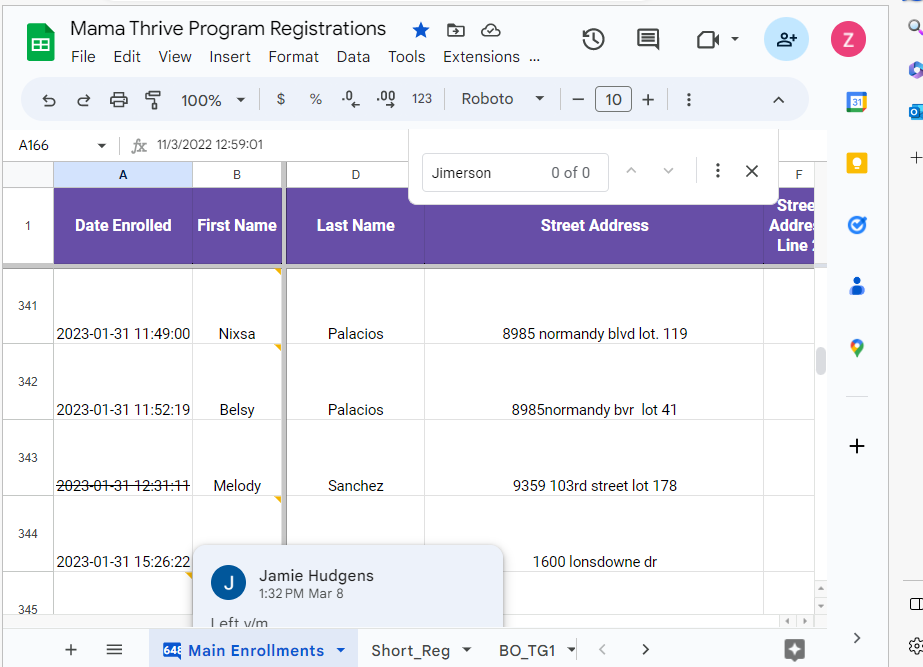 Mama Thrive Program Registrations
File Edit View Insert Format Data Tools Extensions ...
100% $ % .0 .00 123 Roboto 10
Z
31
A166 fx 11/3/2022 12:59:01
Jimerson 0 of 0
A B D F
1 Date Enrolled First Name Last Name Street Address
Stree
Addre
Line 2
341 2023-01-31 11:49:00 Nixsa Palacios 8985 normandy blvd lot. 119
342 2023-01-31 11:52:19 Belsy Palacios 8985normandy bvr lot 41
343 2023-01-31 12:31:11 Melody Sanchez 9359 103rd street lot 178
344 2023-01-31 15:26:22 1600 lonsdowne dr
345
J Jamie Hudgens
1:32 PM Mar 8
Left v/m
648 Main Enrollments Short_Reg BO_TG1